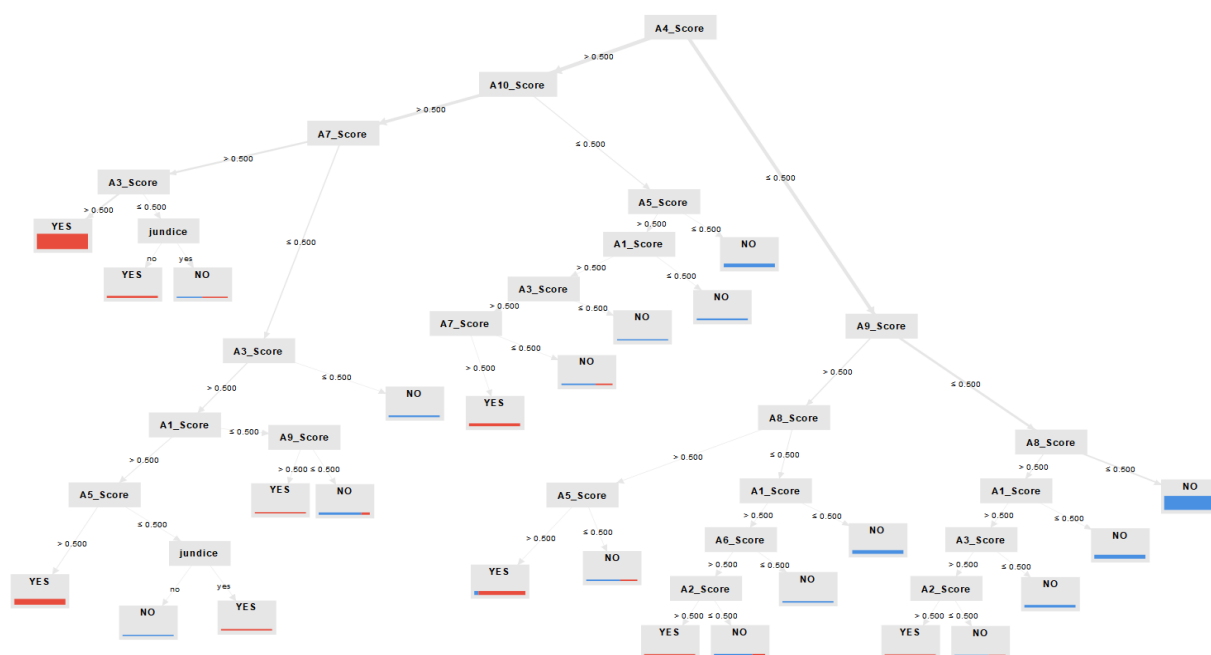 A4_Score
> 0.500
A10_Score
> 0.500
A7_Score
> 0.500
A3_Score
≤ 0.500
≤ 0.500
A5_Score
> 0.500
≤ 0.500
YES
jundice
> 0.500
≤ 0.500
A1_Score
NO
≤ 0.500
no
yes
YES
NO
> 0.500
≤ 0.500
A3_Score
NO
> 0.500
≤ 0.500
A7_Score
NO
A9_Score
A3_Score
≤ 0.500
NO
> 0.500
≤ 0.500
> 0.500
≤ 0.500
> 0.500
NO
YES
A1_Score
≤ 0.500
A9_Score
A8_Score
A8_Score
> 0.500
≤ 0.500
> 0.500
≤ 0.500
> 0.500
> 0.500
≤ 0.500
YES
NO
A5_Score
A5_Score
A1_Score
A1_Score
NO
> 0.500
≤ 0.500
> 0.500
≤ 0.500
> 0.500
≤ 0.500
> 0.500
≤ 0.500
jundice
A6_Score
NO
A3_Score
NO
YES
no
yes
YES
NO
> 0.500
≤ 0.500
> 0.500
≤ 0.500
A2_Score
NO
A2_Score
NO
NO
YES
> 0.500
≤ 0.500
> 0.500
≤ 0.500
YES
NO
YES
NO